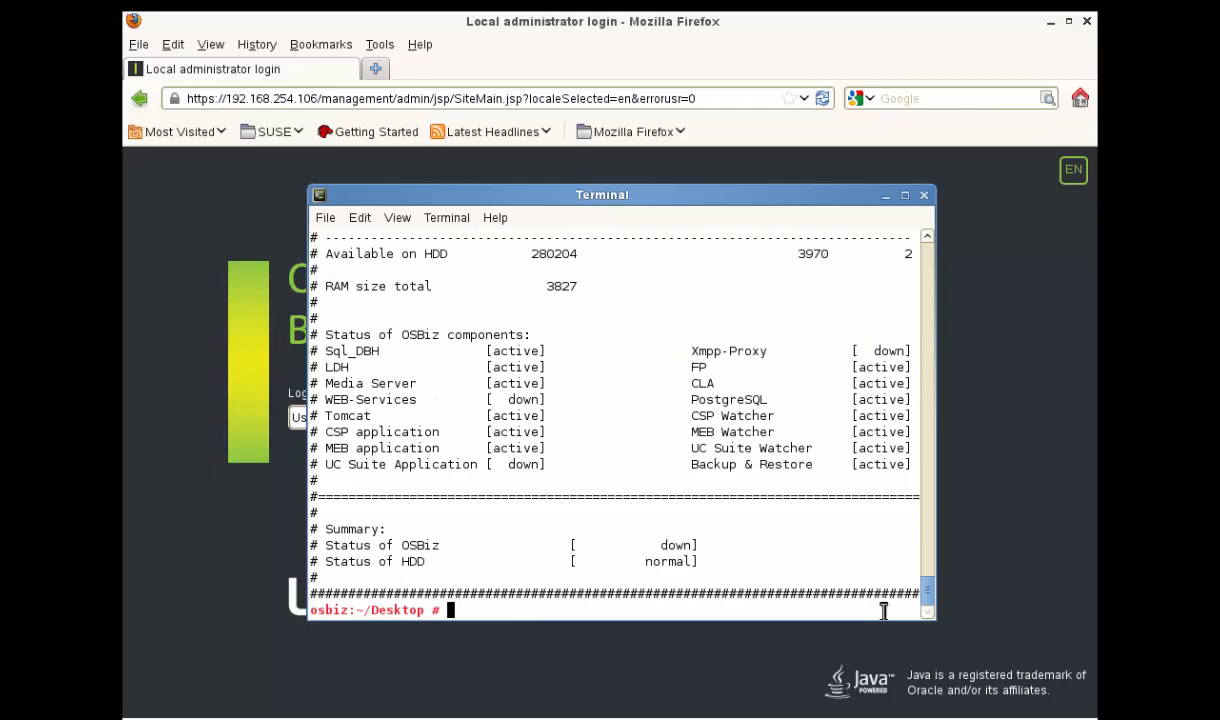 Local administrator login - Mozilla Firefox
File Edit View History Bookmarks Tools Help
Local administrator login
https://192.168.254.106/management/admin/jsp/SiteMain.jsp?localeSelected=en&errorusr=0
Google
Most Visited SUSE Getting Started Latest Headlines Mozilla Firefox
EN
Terminal
File Edit View Terminal Help
# -----------------------------------------------------------------------------
# Available on HDD 280204 3970 2
#
# RAM size total 3827
#
#
# Status of OSBiz components:
# Sql_DBH [active] Xmpp-Proxy [ down]
# LDH [active] FP [active]
# Media Server [active] CLA [active]
# WEB-Services [ down] PostgreSQL [active]
# Tomcat [active] CSP Watcher [active]
# CSP application [active] MEB Watcher [active]
# MEB application [active] UC Suite Watcher [active]
# UC Suite Application [ down] Backup & Restore [active]
#
#===============================================================================
#
# Summary:
# Status of OSBiz [ down]
# Status of HDD [ normal]
#
################################################################################
osbiz:~/Desktop #
O
B
Log
Us
Java
POWERED
Java is a registered trademark of
Oracle and/or its affiliates.